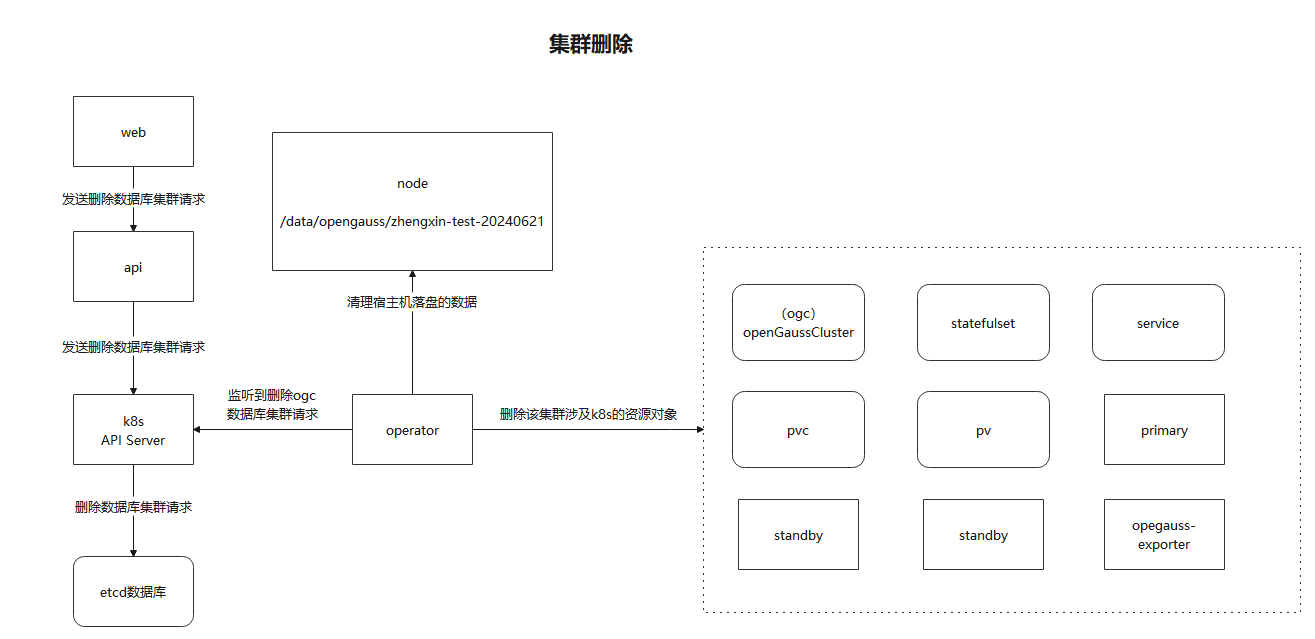 集群删除
web
发送删除数据库集群请求
api
发送删除数据库集群请求
k8s
API Server
删除数据库集群请求
etcd数据库
node
/data/opengauss/zhengxin-test-20240621
清理宿主机落盘的数据
监听到删除ogc
数据库集群请求
operator
删除该集群涉及k8s的资源对象
（ogc）
openGaussCluster
statefulset
service
pvc
pv
primary
standby
standby
opegauss-
exporter